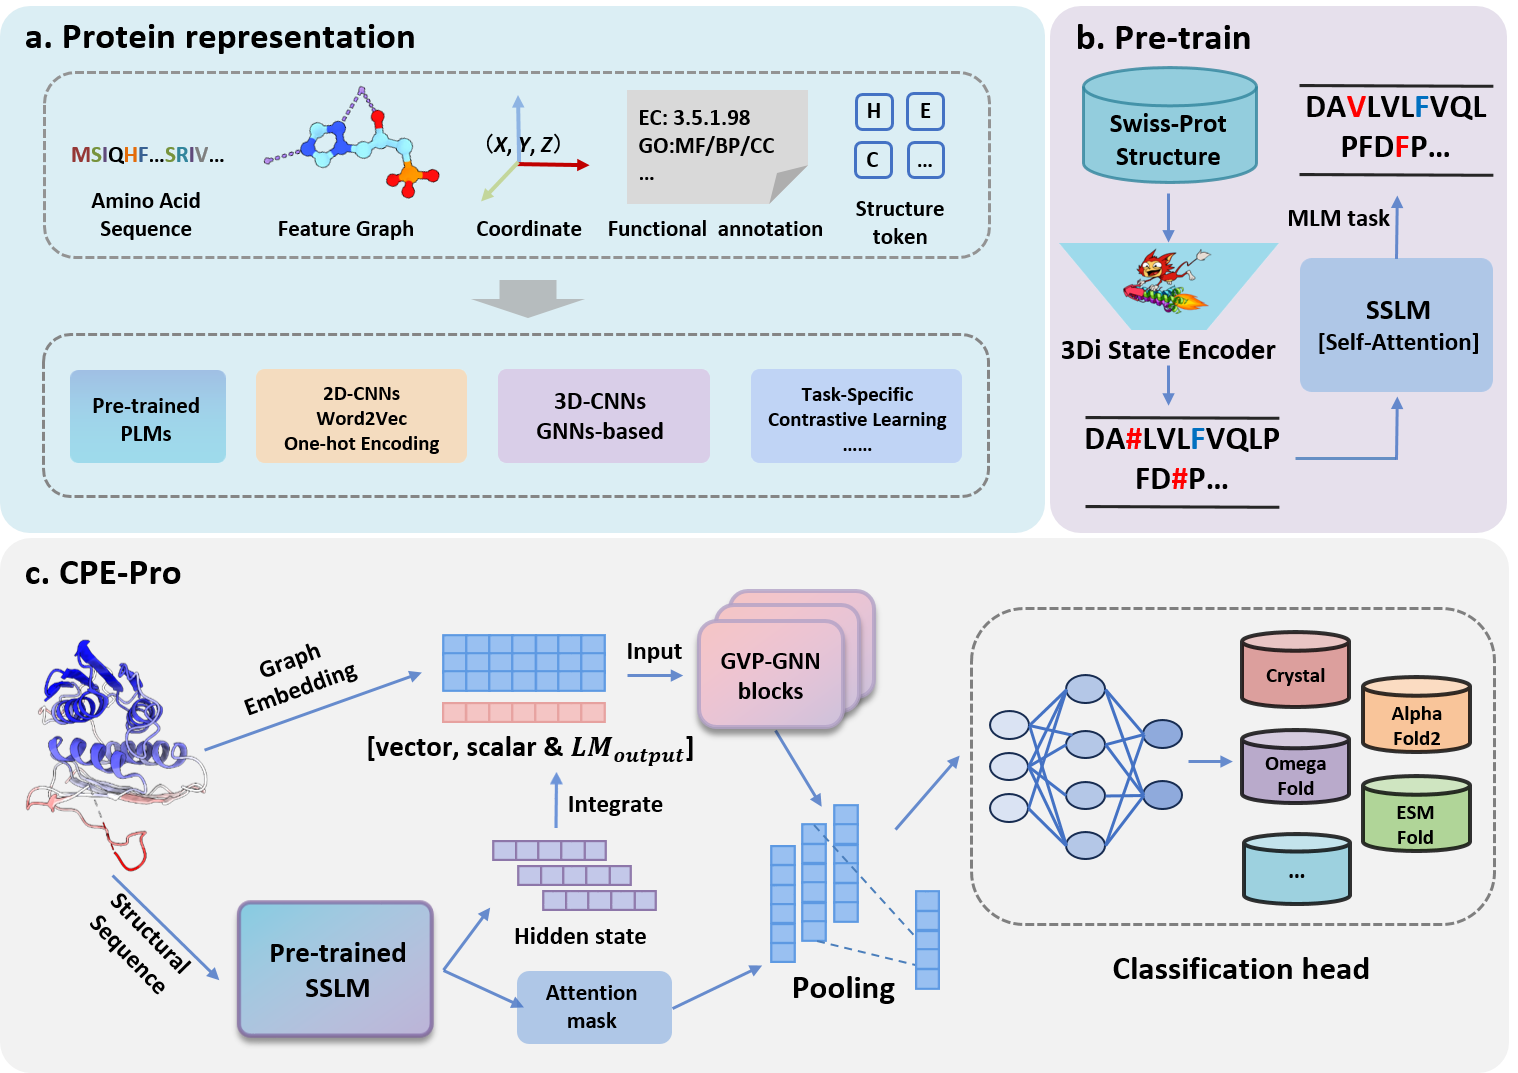 a. Protein representation
MSIQHF...SRIV...
Amino Acid
Sequence
Feature Graph
(X, Y, Z)
Coordinate
EC: 3.5.1.98
GO:MF/BP/CC
...
Functional annotation
H
E
C
...
Structure
token
Pre-trained
PLMs
2D-CNNs
Word2Vec
One-hot Encoding
3D-CNNs
GNNs-based
Task-Specific
Contrastive Learning
......
b. Pre-train
Swiss-Prot
Structure
3Di State Encoder
DA#LVLFVQLP
FD#P...
SSLM
[Self-Attention]
MLM task
DAVLVLFVQL
PFDFP...
c. CPE-Pro
Graph
Embedding
Input
GVP-GNN
blocks
[vector, scalar & LMoutput]
Integrate
Structural
Sequence
Pre-trained
SSLM
Hidden state
Attention
mask
Pooling
Crystal
Alpha
Fold2
Omega
Fold
ESM
Fold
...
Classification head